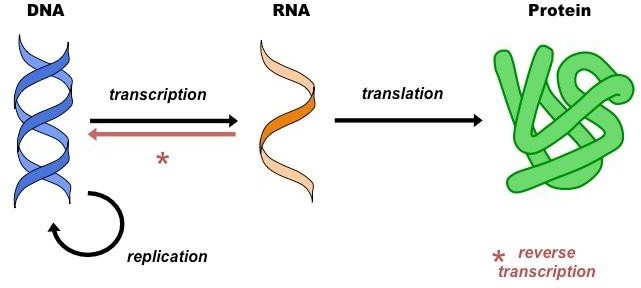 DNA
RNA
Protein
transcription
translation
*
replication
* reverse
transcription